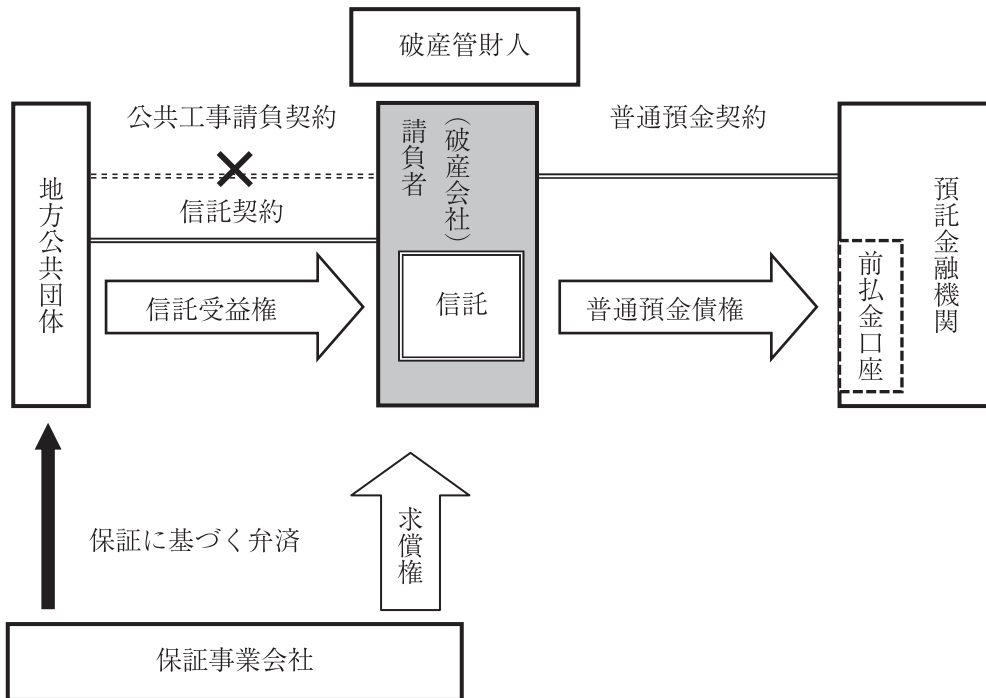 破産管財人
公共工事請負契約
信託契約
普通預金契約
地方公共団体
請負者
（破産会社）
信託
信託受益権
普通預金債権
前払金口座
預託金融機関
保証に基づく弁済
求償権
保証事業会社